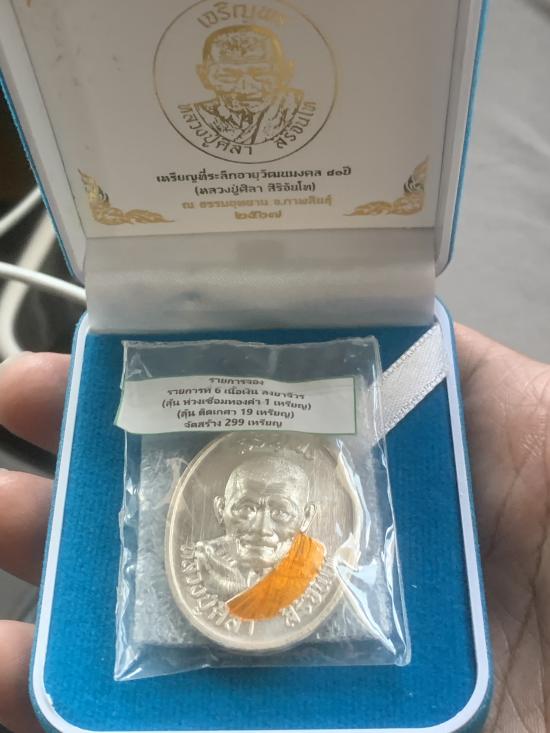 เจริญพร
หลวงปู่ศิลา สิริจันโท
เหรียญที่ระลึกอายุวัฒนมงคล ๘๑ปี
(หลวงปู่ศิลา สิริจันโท)
ณ ธรรมอุทยาน จ.กาฬสินธุ์
๒๕๖๗
รายการจอง
รายการที่ 6 เนื้อเงิน ลงยาจีวร
(ลุ้น ห่วงเชื่อมทองคำ 1 เหรียญ)
(ลุ้น ติดเกศา 19 เหรียญ)
จัดสร้าง 299 เหรียญ
หลวงปู่ศิลา สิริจันโท